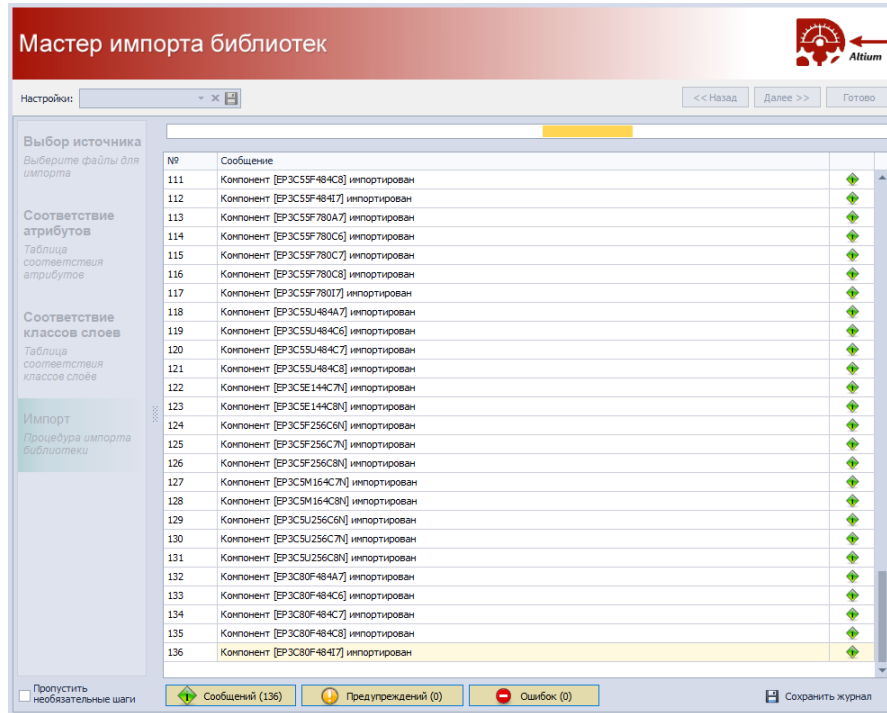 Мастер импорта библиотек
Altium
Настройки:
<< Назад
Далее >>
Готово
Выбор источника
Выберите файлы для
импорта
Соответствие
атрибутов
Таблица
соответствия
атрибутов
Соответствие
классов слоев
Таблица
соответствия
классов слоёв
Импорт
Процедура импорта
библиотеки
№ Сообщение
111 Компонент [EP3C55F484C8] импортирован
112 Компонент [EP3C55F484I7] импортирован
113 Компонент [EP3C55F780A7] импортирован
114 Компонент [EP3C55F780C6] импортирован
115 Компонент [EP3C55F780C7] импортирован
116 Компонент [EP3C55F780C8] импортирован
117 Компонент [EP3C55F780I7] импортирован
118 Компонент [EP3C55U484A7] импортирован
119 Компонент [EP3C55U484C6] импортирован
120 Компонент [EP3C55U484C7] импортирован
121 Компонент [EP3C55U484C8] импортирован
122 Компонент [EP3C5E144C7N] импортирован
123 Компонент [EP3C5E144C8N] импортирован
124 Компонент [EP3C5F256C6N] импортирован
125 Компонент [EP3C5F256C7N] импортирован
126 Компонент [EP3C5F256C8N] импортирован
127 Компонент [EP3C5M164C7N] импортирован
128 Компонент [EP3C5M164C8N] импортирован
129 Компонент [EP3C5U256C6N] импортирован
130 Компонент [EP3C5U256C7N] импортирован
131 Компонент [EP3C5U256C8N] импортирован
132 Компонент [EP3C80F484A7] импортирован
133 Компонент [EP3C80F484C6] импортирован
134 Компонент [EP3C80F484C7] импортирован
135 Компонент [EP3C80F484C8] импортирован
136 Компонент [EP3C80F484I7] импортирован
Пропустить
необязательные шаги
Сообщений (136)
Предупреждений (0)
Ошибок (0)
Сохранить журнал